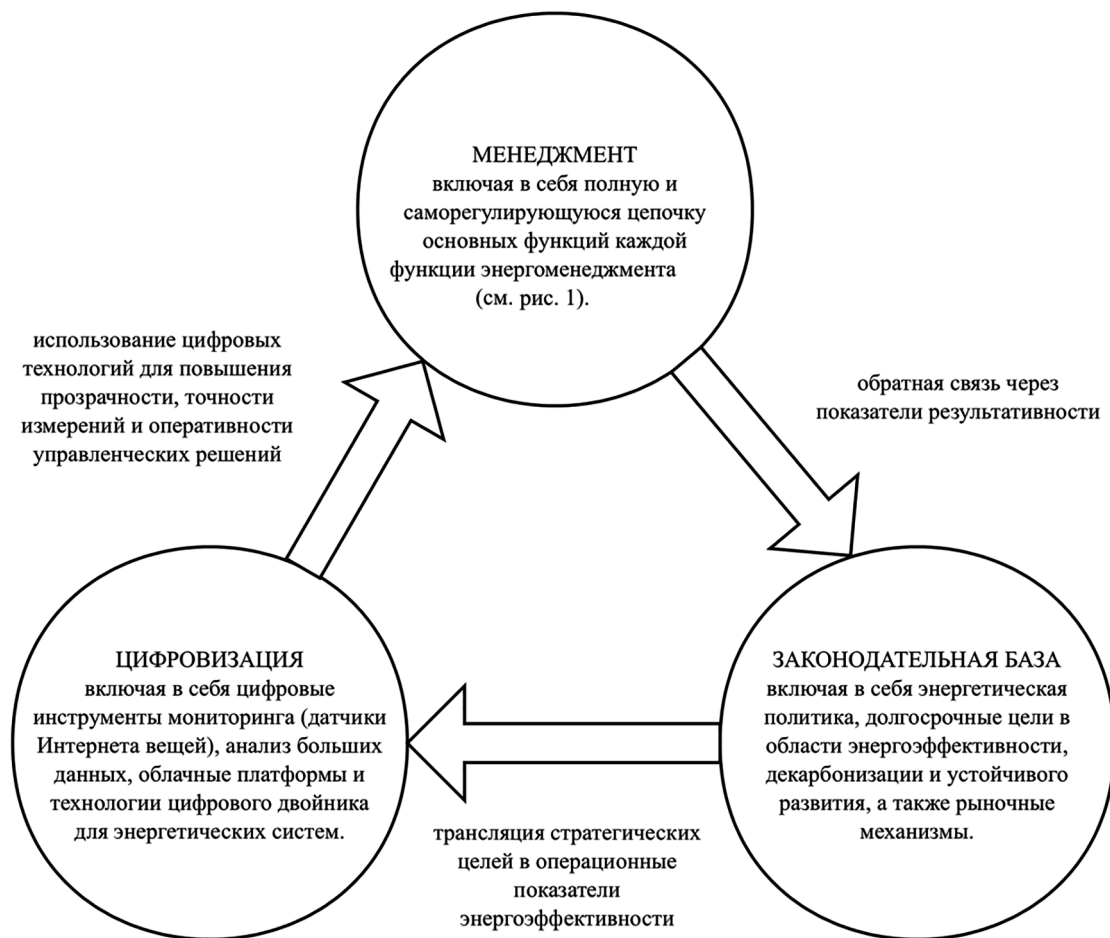 МЕНЕДЖМЕНТ
включая в себя полную и
саморегулирующуюся цепочку
основных функций каждой
функции энергоменеджмента
(см. рис. 1).
использование цифровых
технологий для повышения
прозрачности, точности
измерений и оперативности
управленческих решений
обратная связь через
показатели результативности
ЦИФРОВИЗАЦИЯ
включая в себя цифровые
инструменты мониторинга (датчики
Интернета вещей), анализ больших
данных, облачные платформы и
технологии цифрового двойника
для энергетических систем.
ЗАКОНОДАТЕЛЬНАЯ БАЗА
включая в себя энергетическая
политика, долгосрочные цели в
области энергоэффективности,
декарбонизации и устойчивого
развития, а также рыночные
механизмы.
трансляция стратегических
целей в операционные
показатели
энергоэффективности